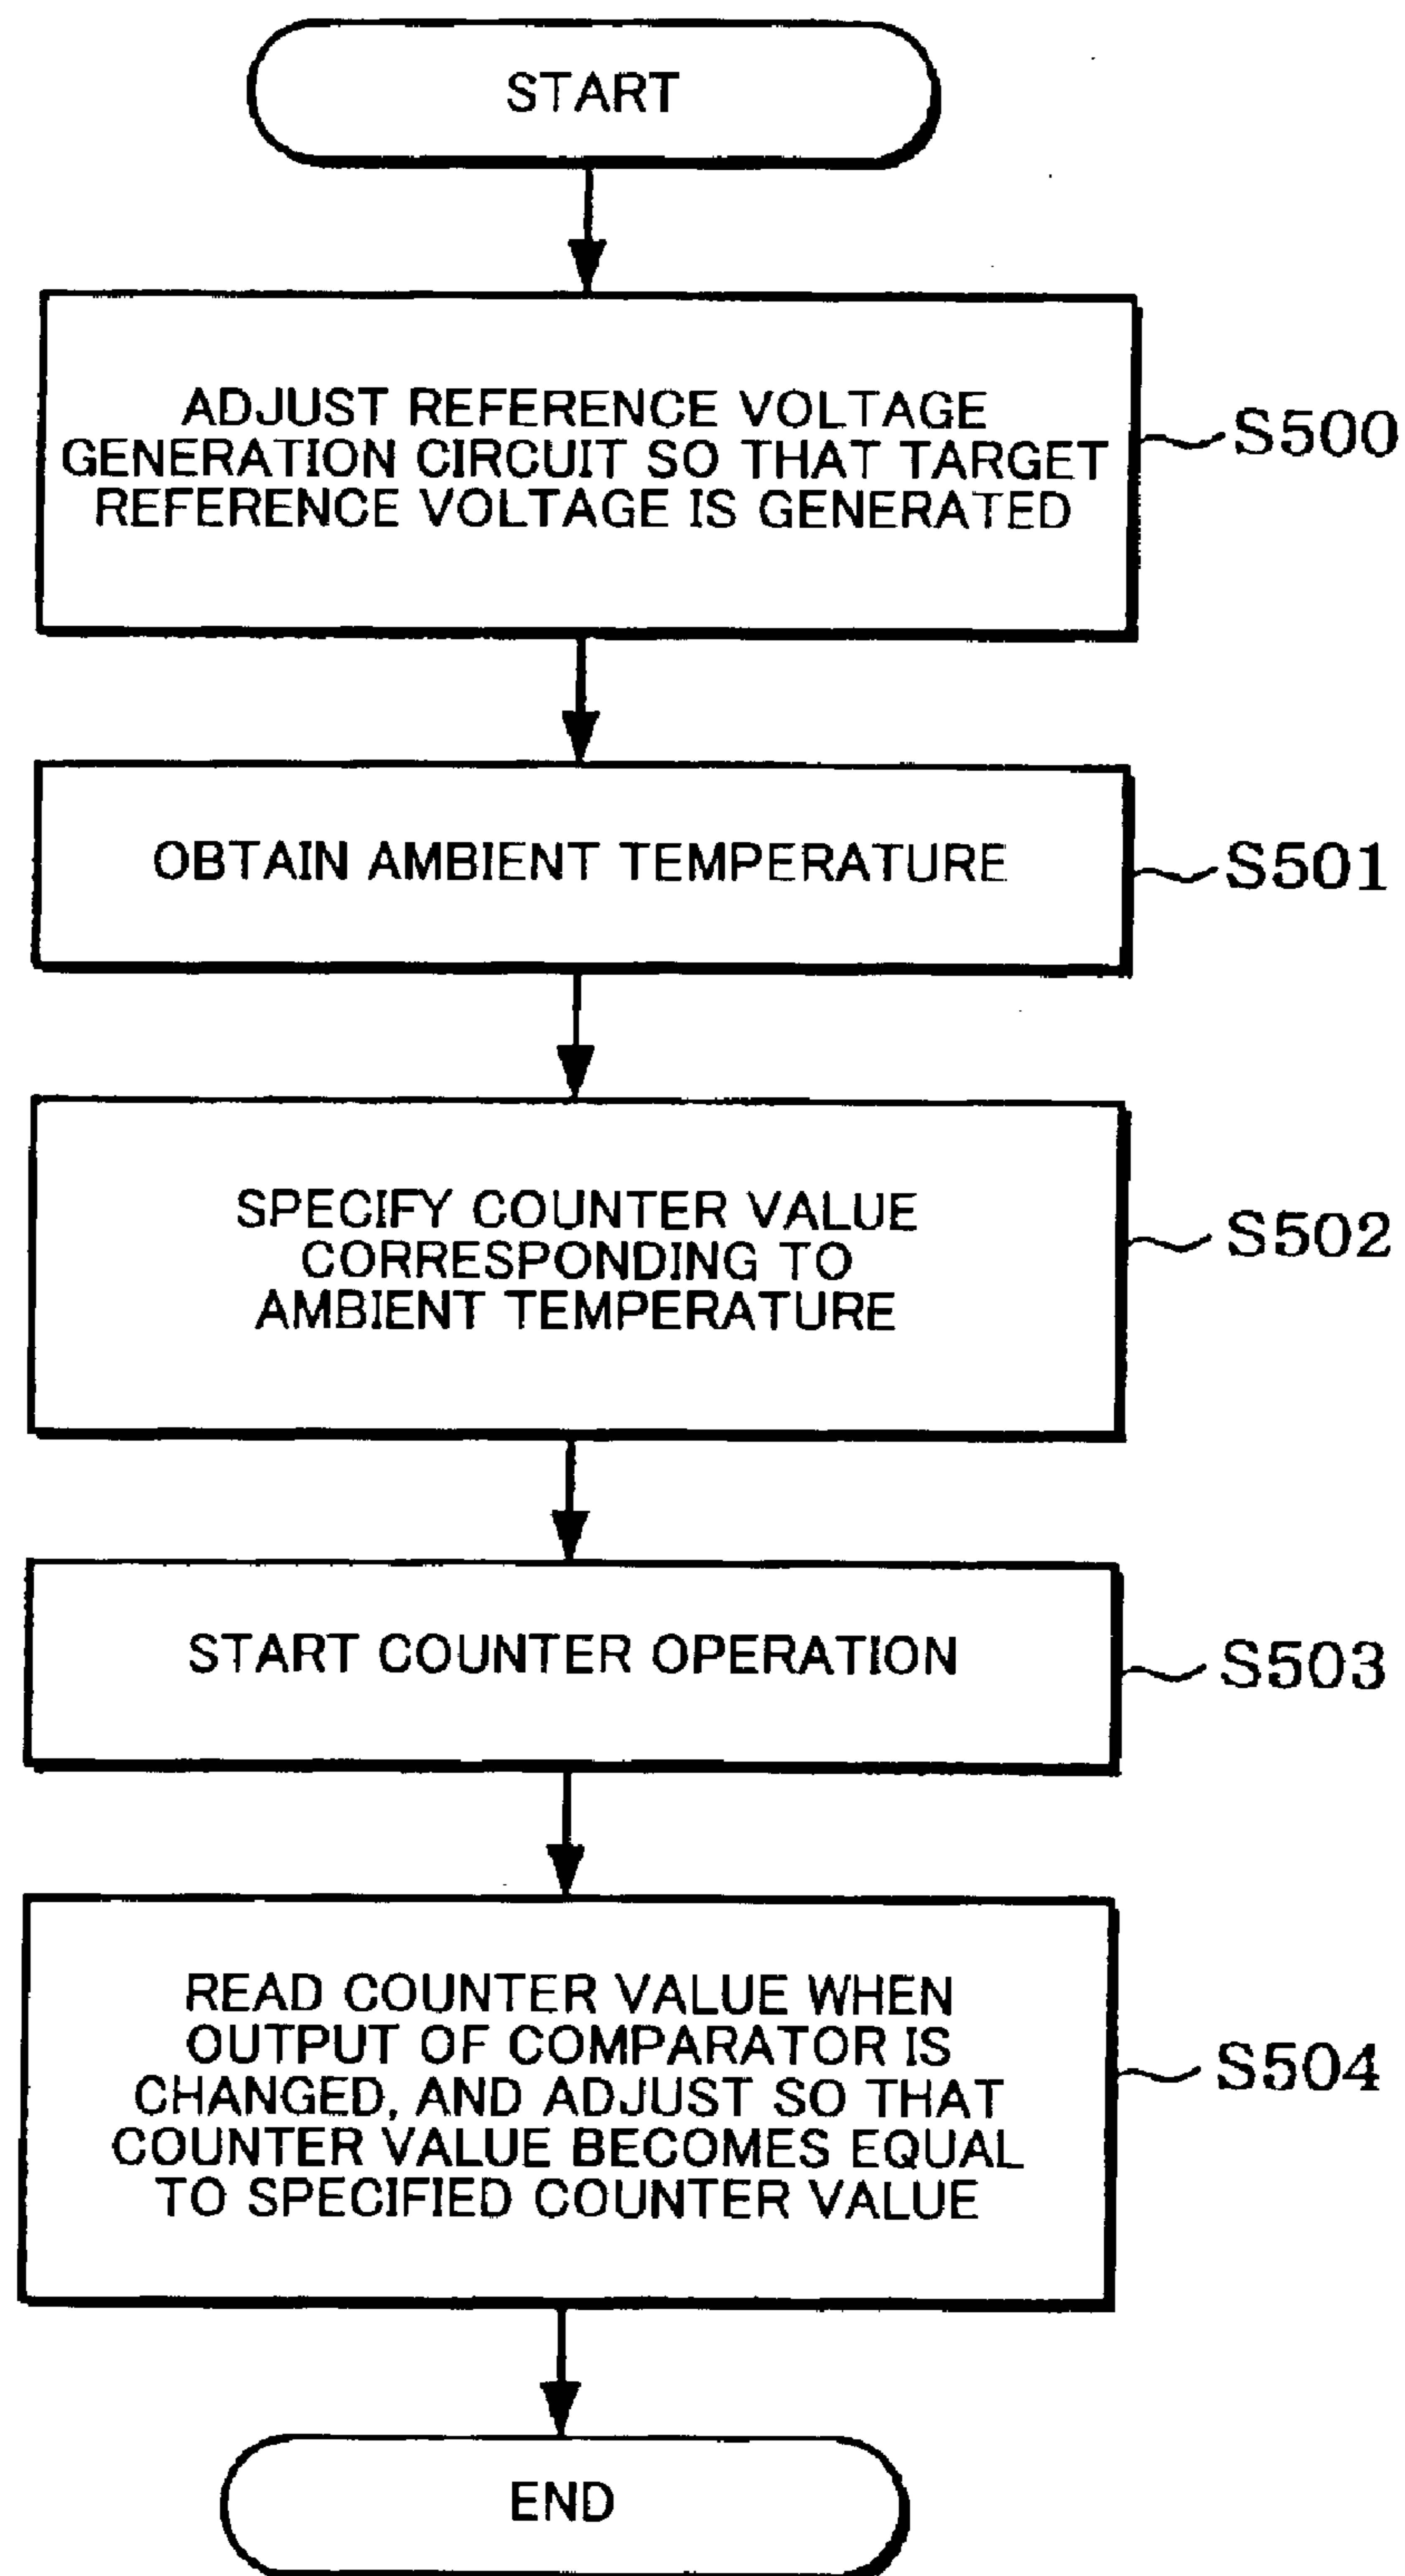 START
ADJUST REFERENCE VOLTAGE
GENERATION CIRCUIT SO THAT TARGET
REFERENCE VOLTAGE IS GENERATED
S500
OBTAIN AMBIENT TEMPERATURE
S501
SPECIFY COUNTER VALUE
CORRESPONDING TO
AMBIENT TEMPERATURE
S502
START COUNTER OPERATION
S503
READ COUNTER VALUE WHEN
OUTPUT OF COMPARATOR IS
CHANGED, AND ADJUST SO THAT
COUNTER VALUE BECOMES EQUAL
TO SPECIFIED COUNTER VALUE
S504
END